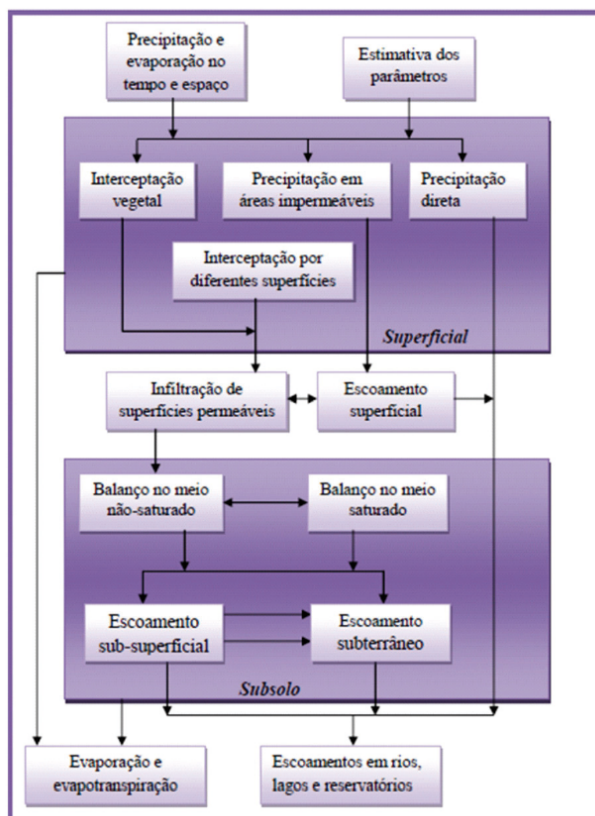 Precipitação e
evaporação no
tempo e espaço
Estimativa dos
parâmetros
Interceptação
vegetal
Precipitação em
áreas impermeáveis
Precipitação
direta
Interceptação por
diferentes superfícies
Superficial
Infiltração de
superfícies permeáveis
Escoamento
superficial
Balanço no meio
não-saturado
Balanço no meio
saturado
Escoamento
sub-superficial
Escoamento
subterrâneo
Subsolo
Evaporação e
evapotranspiração
Escoamentos em rios,
lagos e reservatórios